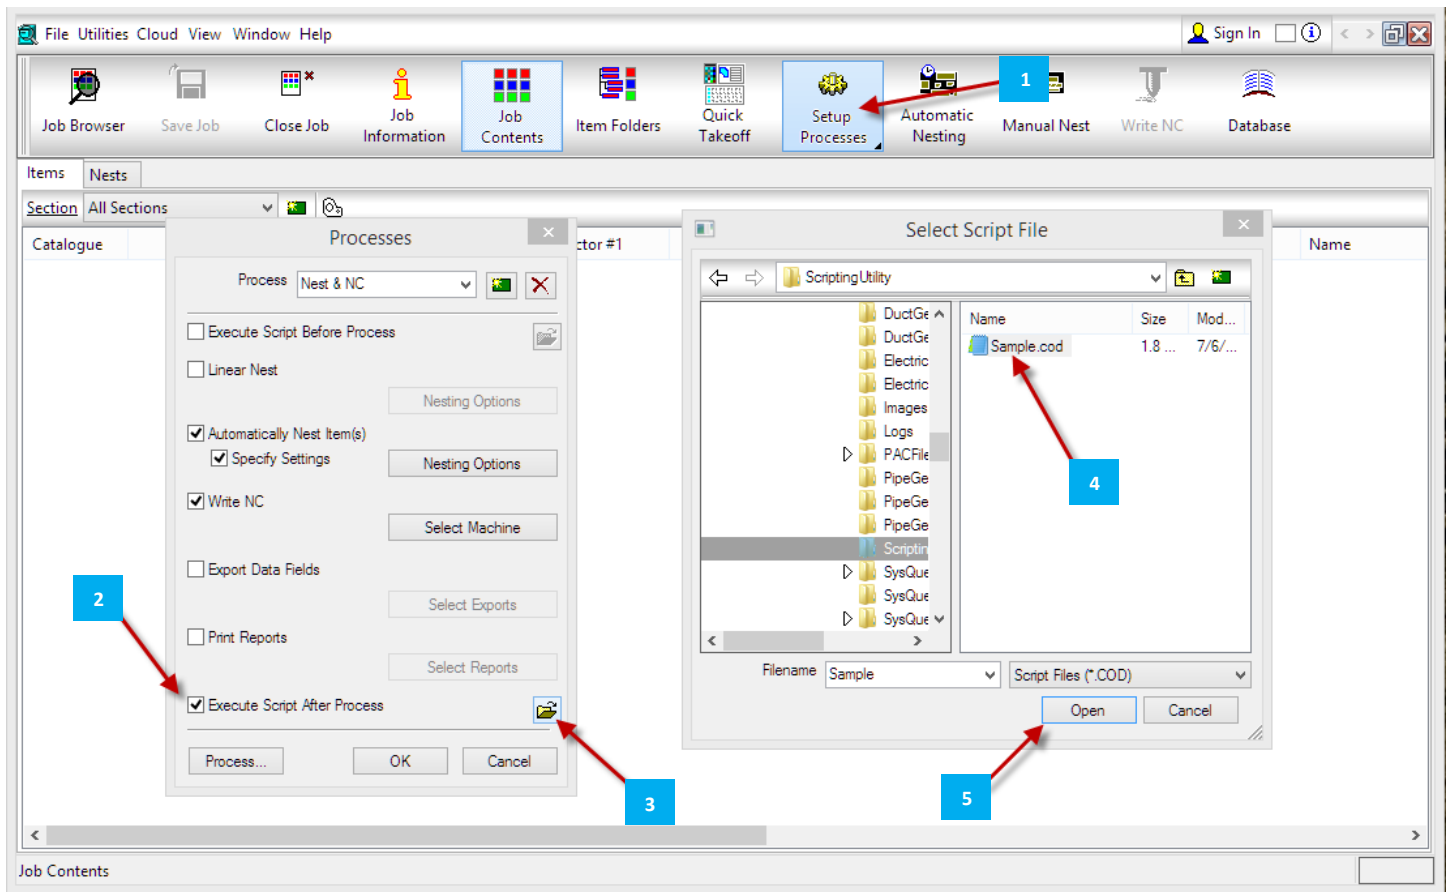 File Utilities Cloud View Window Help
Sign In
Job Browser
Save Job
Close Job
Job
Information
Job
Contents
Item Folders
Quick
Takeoff
Setup
Processes
Automatic
Nesting
1
Manual Nest
Write NC
Database
Items
Nests
Section
All Sections
Catalogue
ctor #1
Name
Processes
Process
Nest & NC
Execute Script Before Process
Linear Nest
Nesting Options
Automatically Nest Item(s)
Specify Settings
Nesting Options
Write NC
Select Machine
Export Data Fields
Select Exports
2
Print Reports
Select Reports
Execute Script After Process
Process...
OK
Cancel
3
Select Script File
ScriptingUtility
DuctGe
DuctGe
Electric
Electric
Images
Logs
PACFile
PipeGe
PipeGe
PipeGe
Scriptin
SysQue
SysQue
SysQue
Name
Size
Mod...
Sample.cod
1.8 ...
7/6/...
4
Filename
Sample
Script Files (*.COD)
Open
Cancel
5
Job Contents